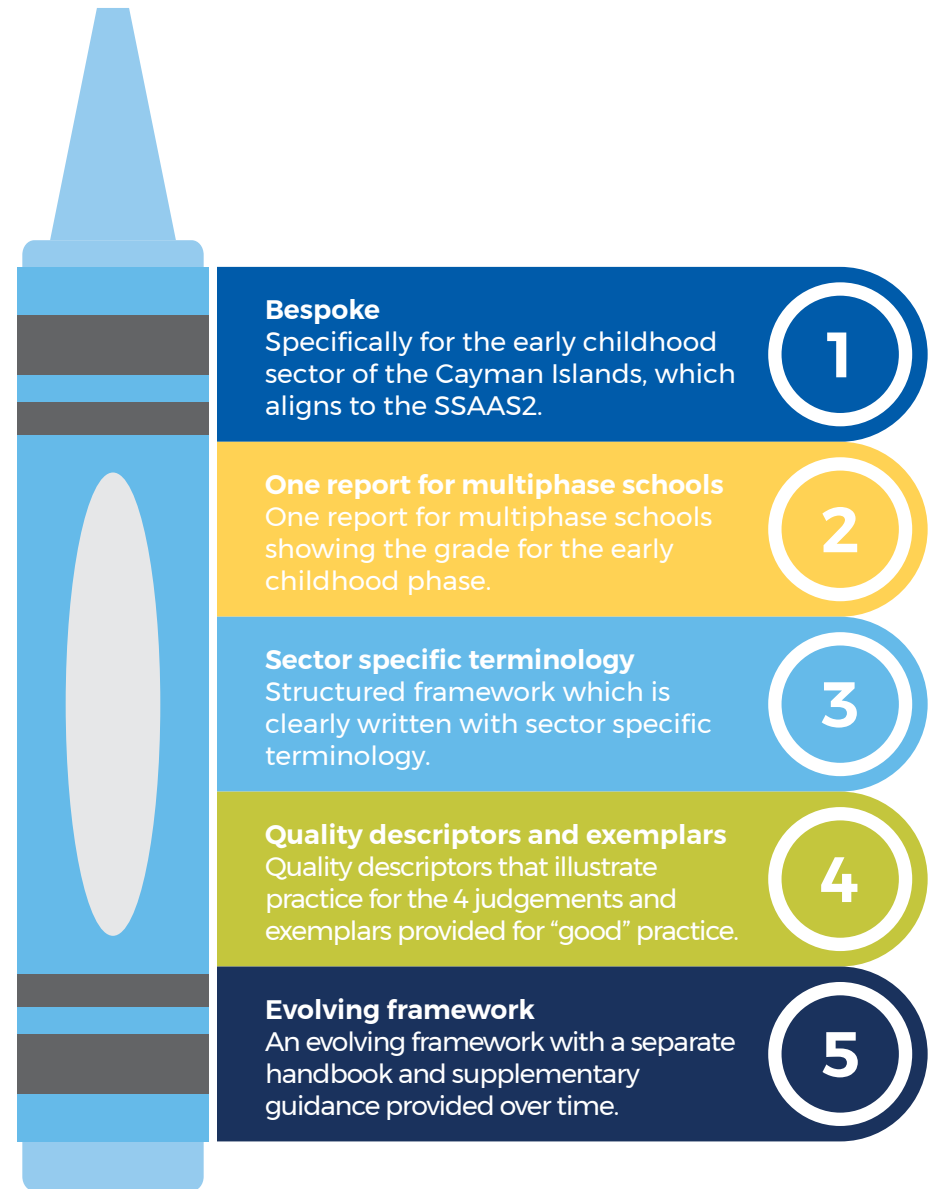 Bespoke
Specifically for the early childhood
sector of the Cayman Islands, which
aligns to the SSAAS2.
1
One report for multiphase schools
One report for multiphase schools
showing the grade for the early
childhood phase.
2
Sector specific terminology
Structured framework which is
clearly written with sector specific
terminology.
3
Quality descriptors and exemplars
Quality descriptors that illustrate
practice for the 4 judgements and
exemplars provided for “good” practice.
4
Evolving framework
An evolving framework with a separate
handbook and supplementary
guidance provided over time.
5